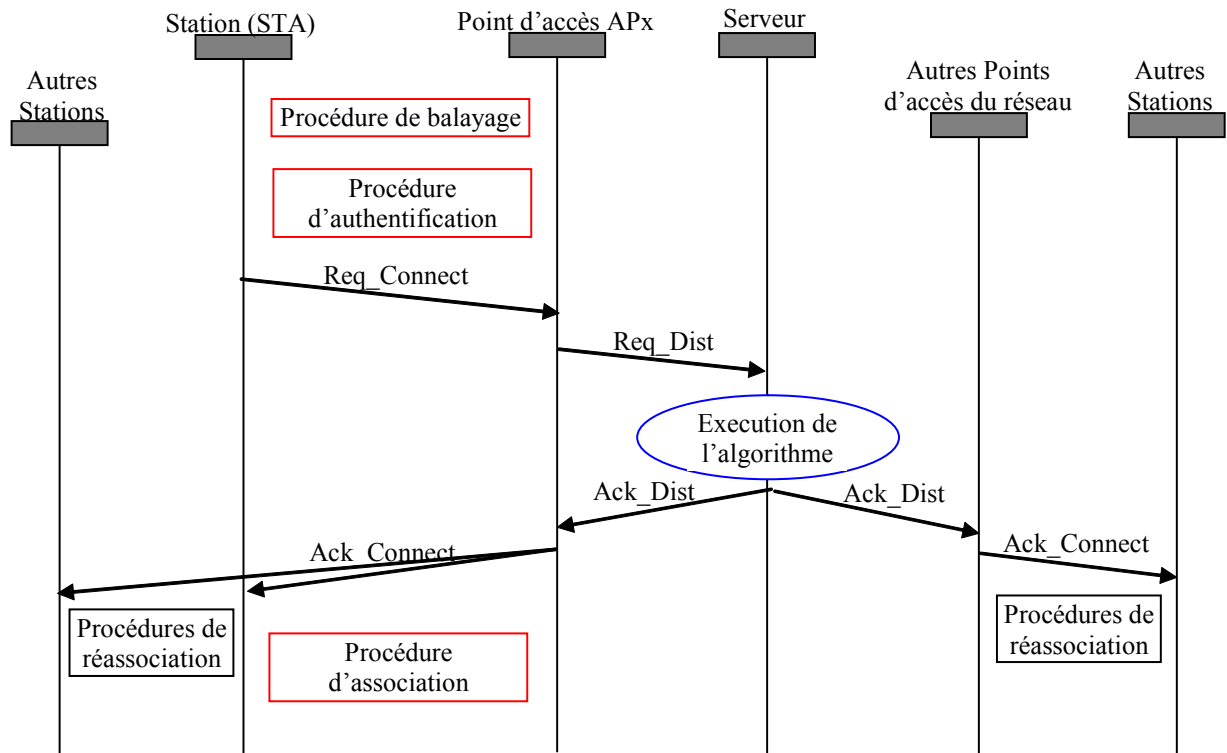 Station (STA)
Point d'accès APx
Serveur
Autres
Stations
Autres Points
d'accès du réseau
Autres
Stations
Procédure de balayage
Procédure
d'authentification
Req_Connect
Req_Dist
Execution de
l'algorithme
Ack_Dist
Ack_Dist
Ack_Connect
Ack_Connect
Procédures de
réassociation
Procédure
d'association
Procédures de
réassociation